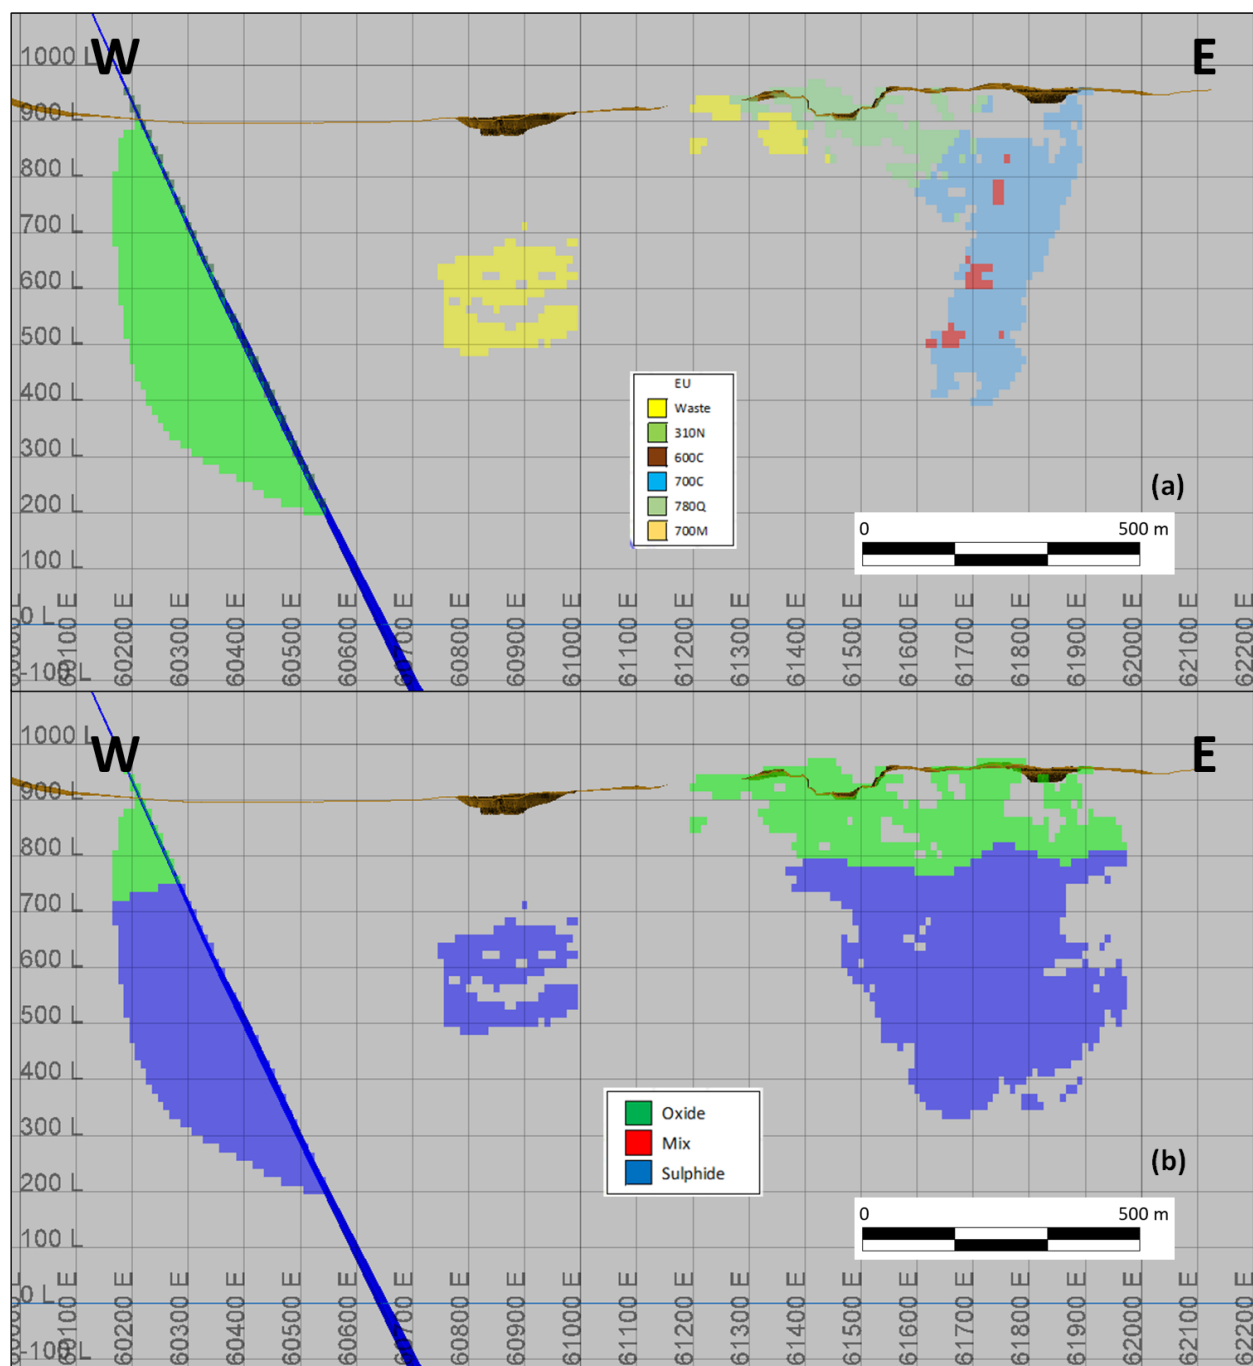 W
E
1000 L
900 L
800 L
700 L
600 L
500 L
400 L
300 L
200 L
100 L
0 L
-100 L
EU
Waste
310N
600C
700C
780Q
700M
(a)
0 500 m
60100 E
60200 E
60300 E
60400 E
60500 E
60600 E
60700 E
60800 E
60900 E
61000 E
61100 E
61200 E
61300 E
61400 E
61500 E
61600 E
61700 E
61800 E
61900 E
62000 E
62100 E
62200 E
W
E
1000 L
900 L
800 L
700 L
600 L
500 L
400 L
300 L
200 L
100 L
0 L
-100 L
Oxide
Mix
Sulphide
(b)
0 500 m
60100 E
60200 E
60300 E
60400 E
60500 E
60600 E
60700 E
60800 E
60900 E
61000 E
61100 E
61200 E
61300 E
61400 E
61500 E
61600 E
61700 E
61800 E
61900 E
62000 E
62100 E
62200 E